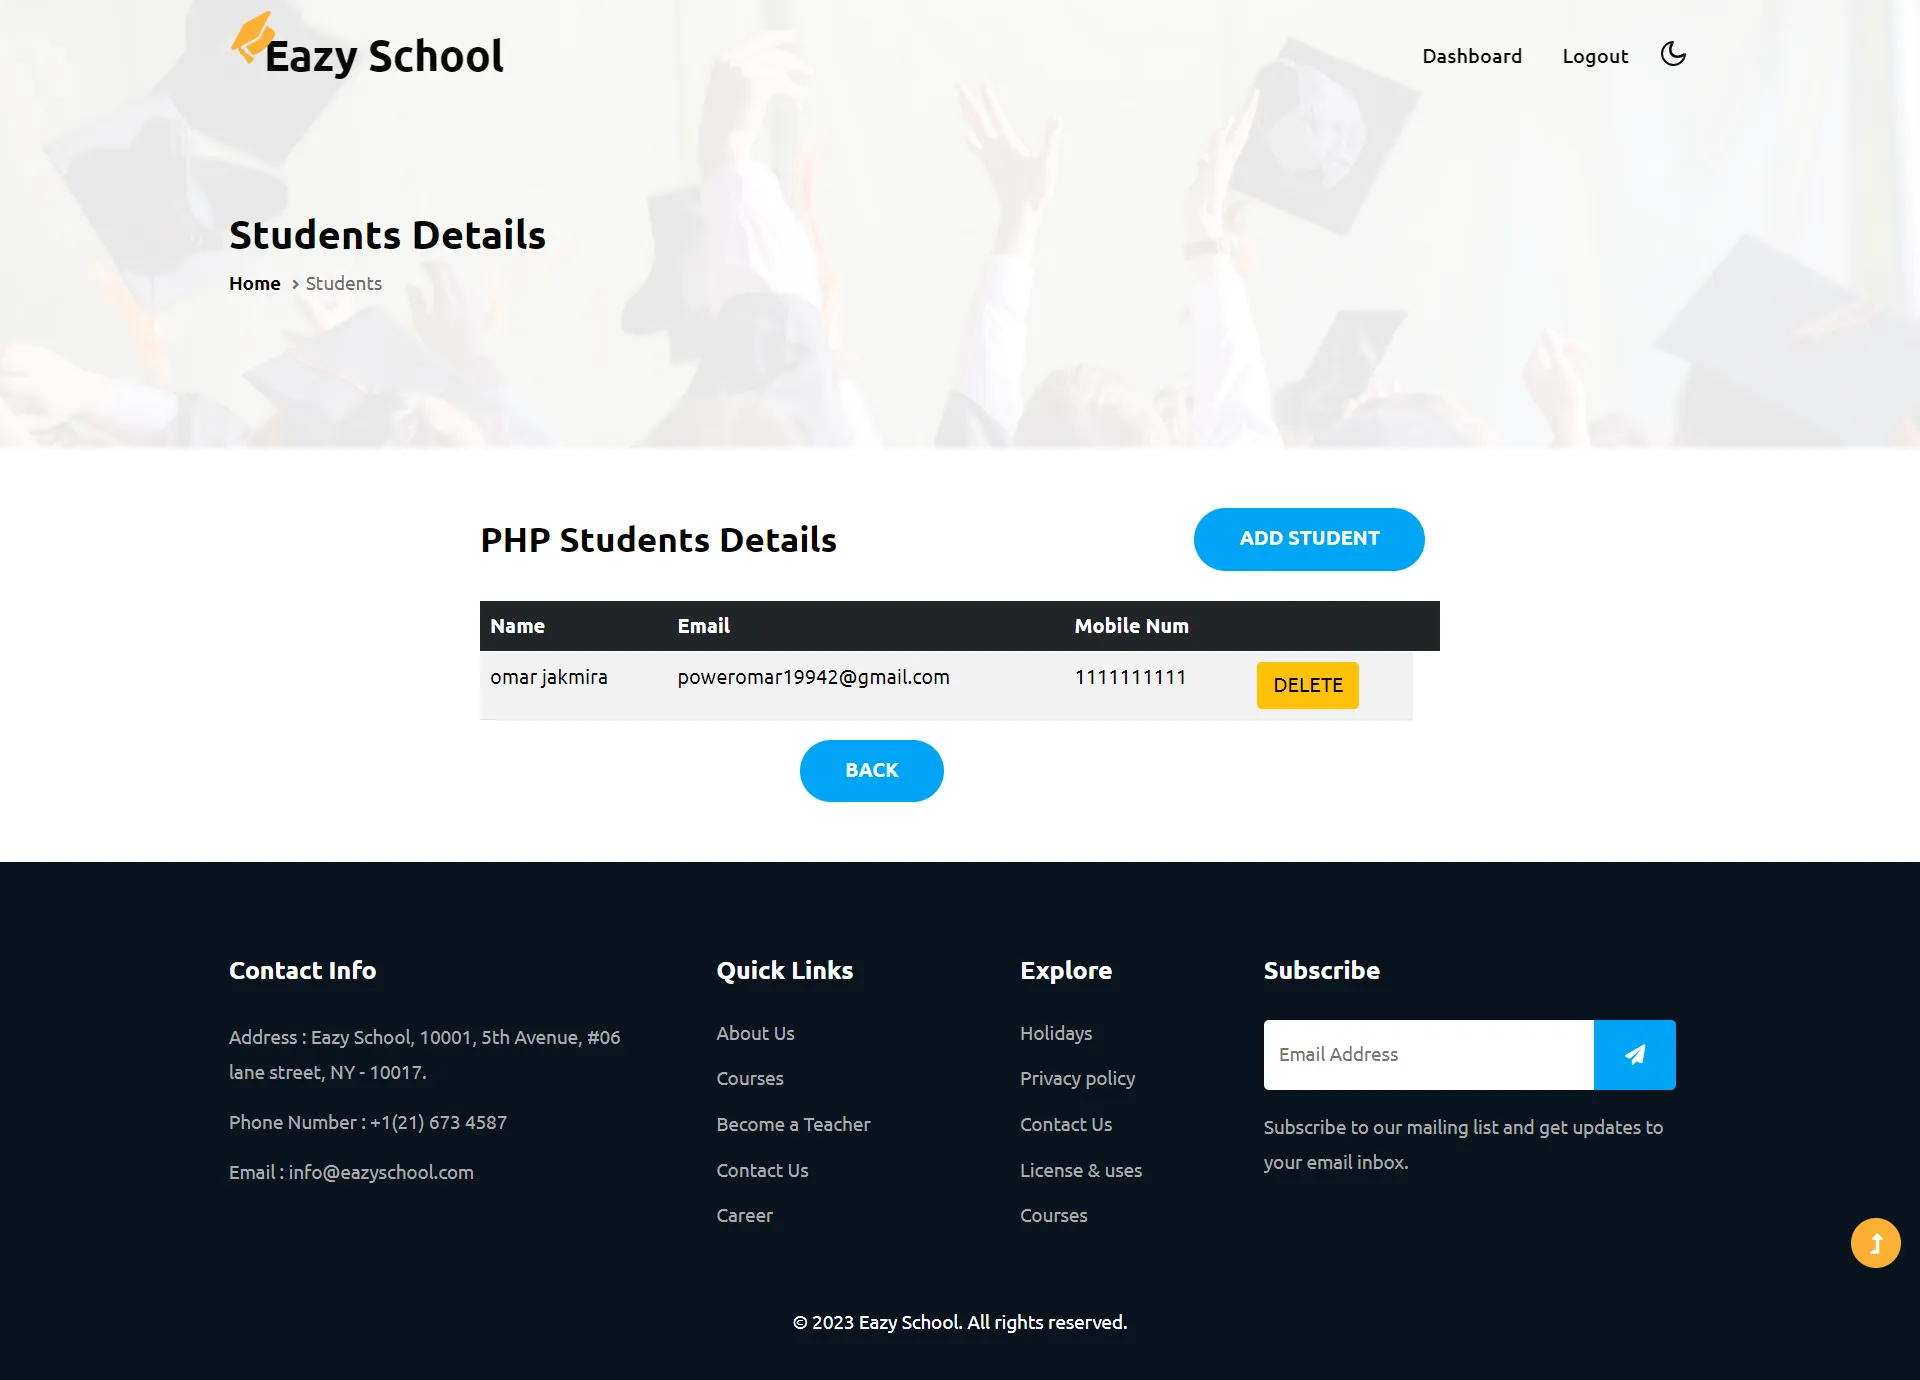 Eazy School
Dashboard
Logout
Students Details
Home
Students
PHP Students Details
ADD STUDENT
Name Email Mobile Num
omar jakmira poweromar19942@gmail.com 1111111111 DELETE
BACK
Contact Info
Address : Eazy School, 10001, 5th Avenue, #06
lane street, NY - 10017.
Phone Number : +1(21) 673 4587
Email : info@eazyschool.com
Quick Links
About Us
Courses
Become a Teacher
Contact Us
Career
Explore
Holidays
Privacy policy
Contact Us
License & uses
Courses
Subscribe
Email Address
Subscribe to our mailing list and get updates to
your email inbox.
© 2023 Eazy School. All rights reserved.